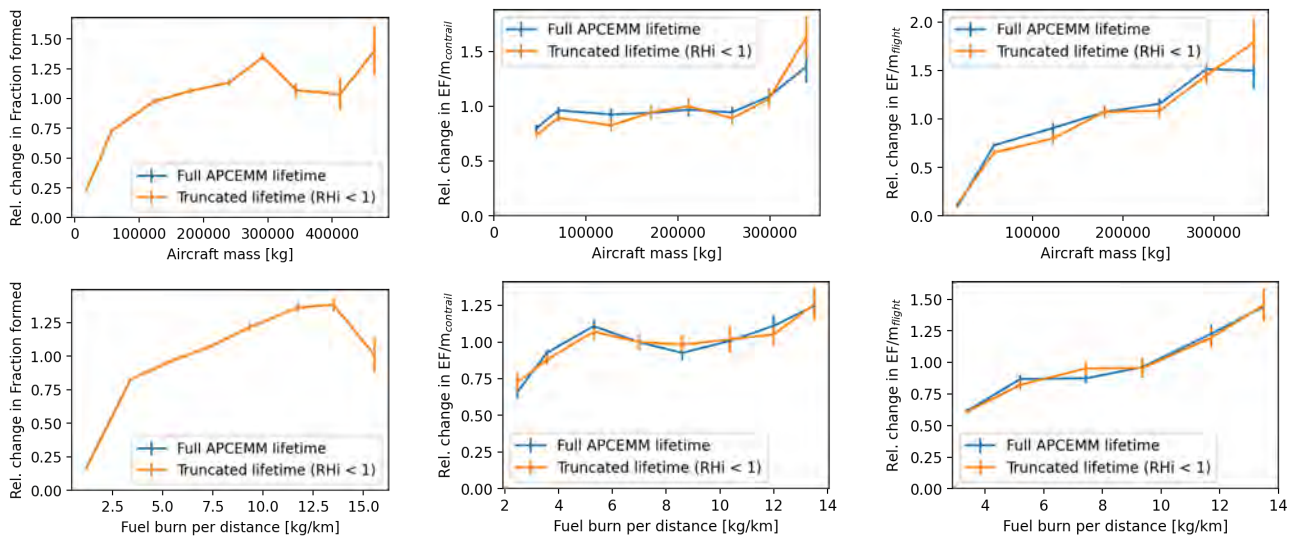 Rel. change in Fraction formed
1.50
1.25
1.00
0.75
0.50
0.25
0.00
Full APCEMM lifetime
Truncated lifetime (RHi < 1)
0 100000 200000 300000 400000
Aircraft mass [kg]
Rel. change in EF/m_contrail
1.5
1.0
0.5
0.0
Full APCEMM lifetime
Truncated lifetime (RHi < 1)
0 100000 200000 300000
Aircraft mass [kg]
Rel. change in EF/m_flight
2.0
1.5
1.0
0.5
0.0
Full APCEMM lifetime
Truncated lifetime (RHi < 1)
100000 200000 300000
Aircraft mass [kg]
Rel. change in Fraction formed
1.25
1.00
0.75
0.50
0.25
0.00
Full APCEMM lifetime
Truncated lifetime (RHi < 1)
2.5 5.0 7.5 10.0 12.5 15.0
Fuel burn per distance [kg/km]
Rel. change in EF/m_contrail
1.25
1.00
0.75
0.50
0.25
0.00
Full APCEMM lifetime
Truncated lifetime (RHi < 1)
2 4 6 8 10 12 14
Fuel burn per distance [kg/km]
Rel. change in EF/m_flight
1.50
1.25
1.00
0.75
0.50
0.25
0.00
Full APCEMM lifetime
Truncated lifetime (RHi < 1)
4 6 8 10 12 14
Fuel burn per distance [kg/km]